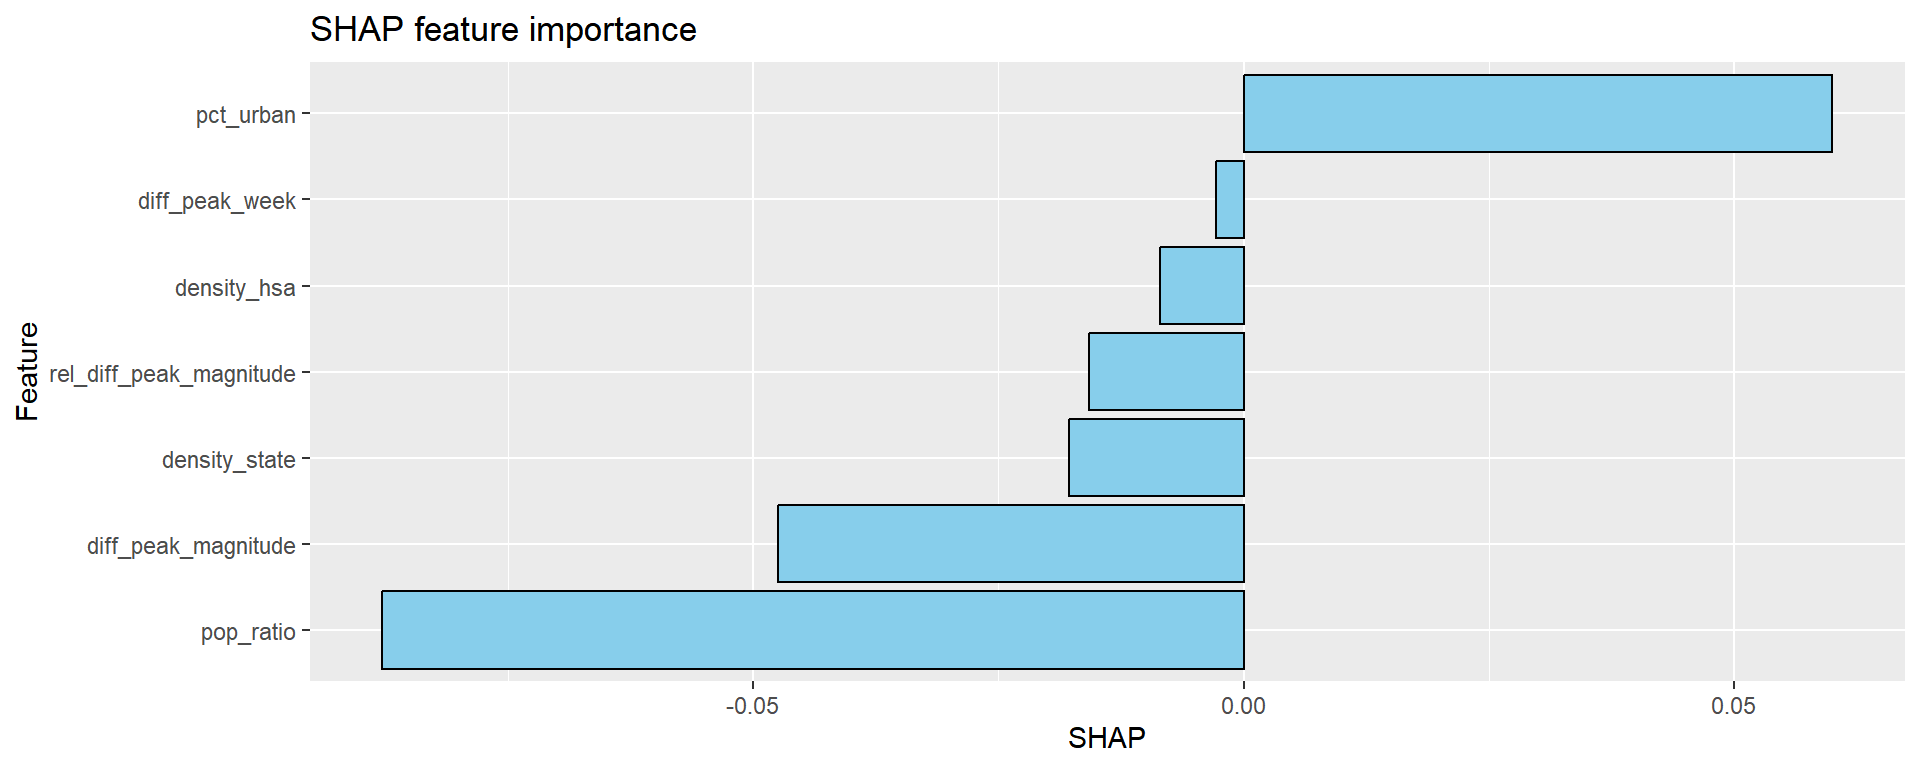 SHAP feature importance
pct_urban
diff_peak_week
density_hsa
rel_diff_peak_magnitude
density_state
diff_peak_magnitude
pop_ratio
Feature
-0.05
0.00
0.05
SHAP